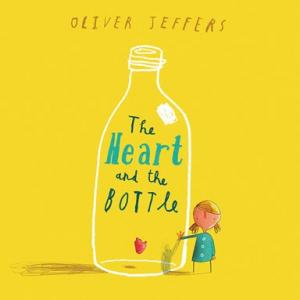 OLIVER JEFFERS
The
Heart
and the
BOTTLE